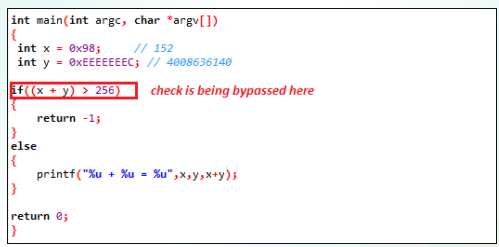 int main(int argc, char *argv[])
{
int x = 0x98; // 152
int y = 0xEEEEEEEC; // 4008636140
if((x + y) > 256) check is being bypassed here
{
return -1;
}
else
{
printf("%u + %u = %u",x,y,x+y);
}
return 0;
}